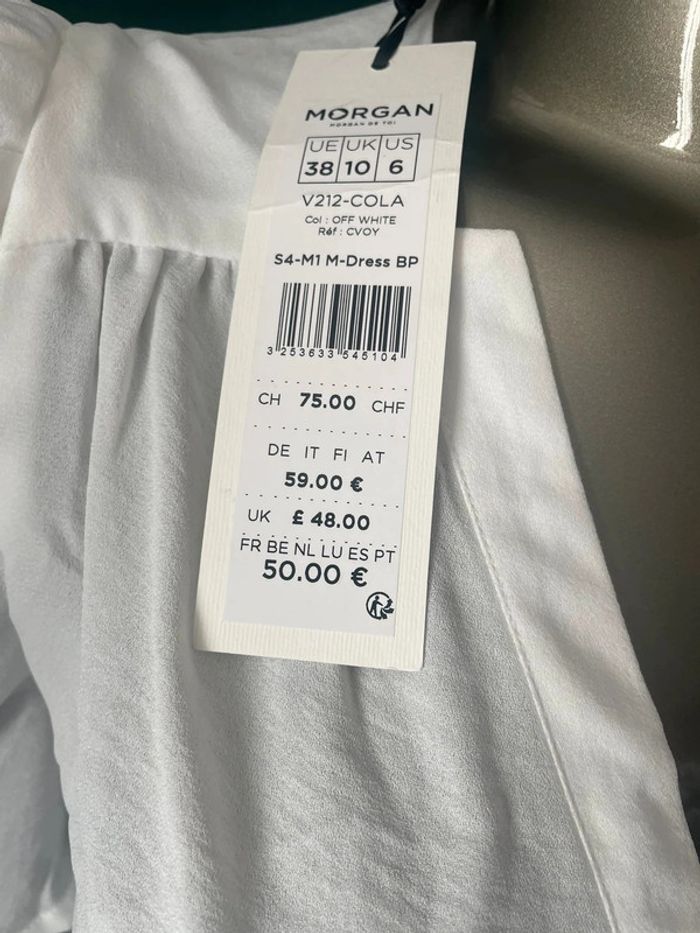 MORGAN
MORGAN DE TOI
UE UK US
38 10 6
V212-COLA
Col : OFF WHITE
Réf : CVOY
S4-M1 M-Dress BP
3 253633 545104
CH 75.00 CHF
DE IT FI AT
59.00 €
UK £ 48.00
FR BE NL LU ES PT
50.00 €